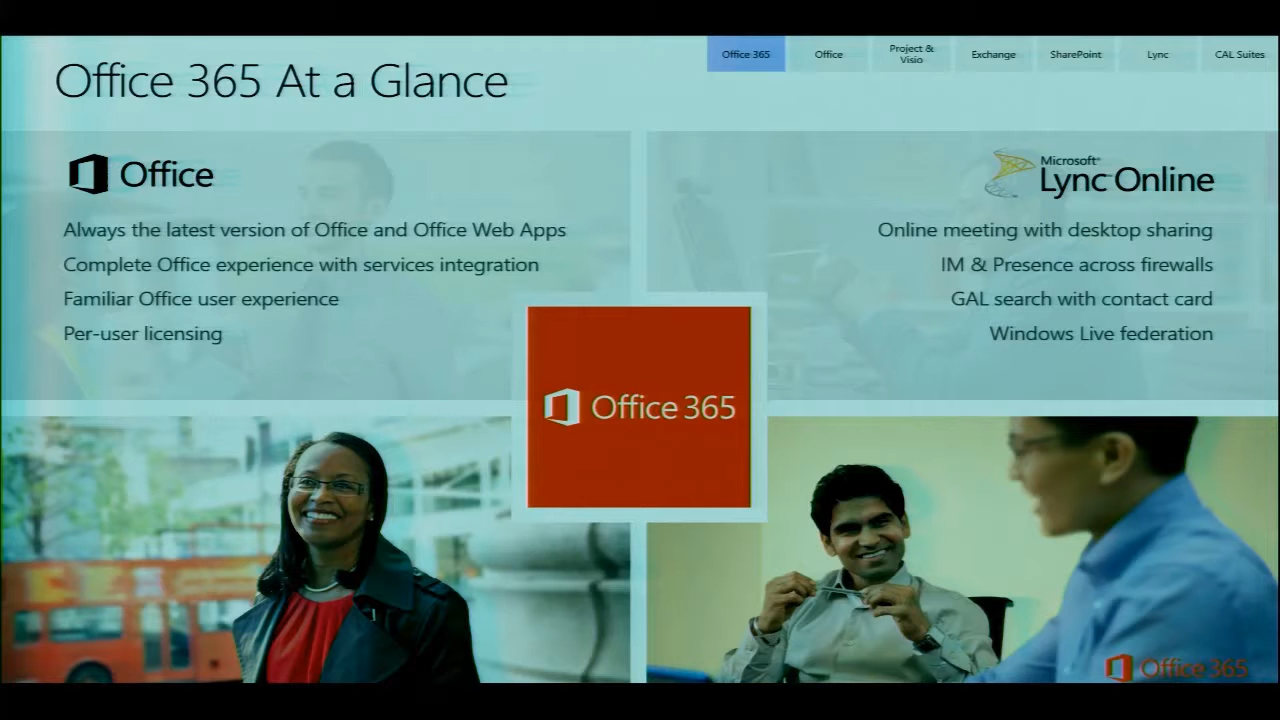 Office 365 At a Glance
Office 365
Office
Project &
Visio
Exchange
SharePoint
Lync
CAL Suites
Office
Always the latest version of Office and Office Web Apps
Complete Office experience with services integration
Familiar Office user experience
Per-user licensing
Microsoft®
Lync Online
Online meeting with desktop sharing
IM & Presence across firewalls
GAL search with contact card
Windows Live federation
Office 365
Office 365